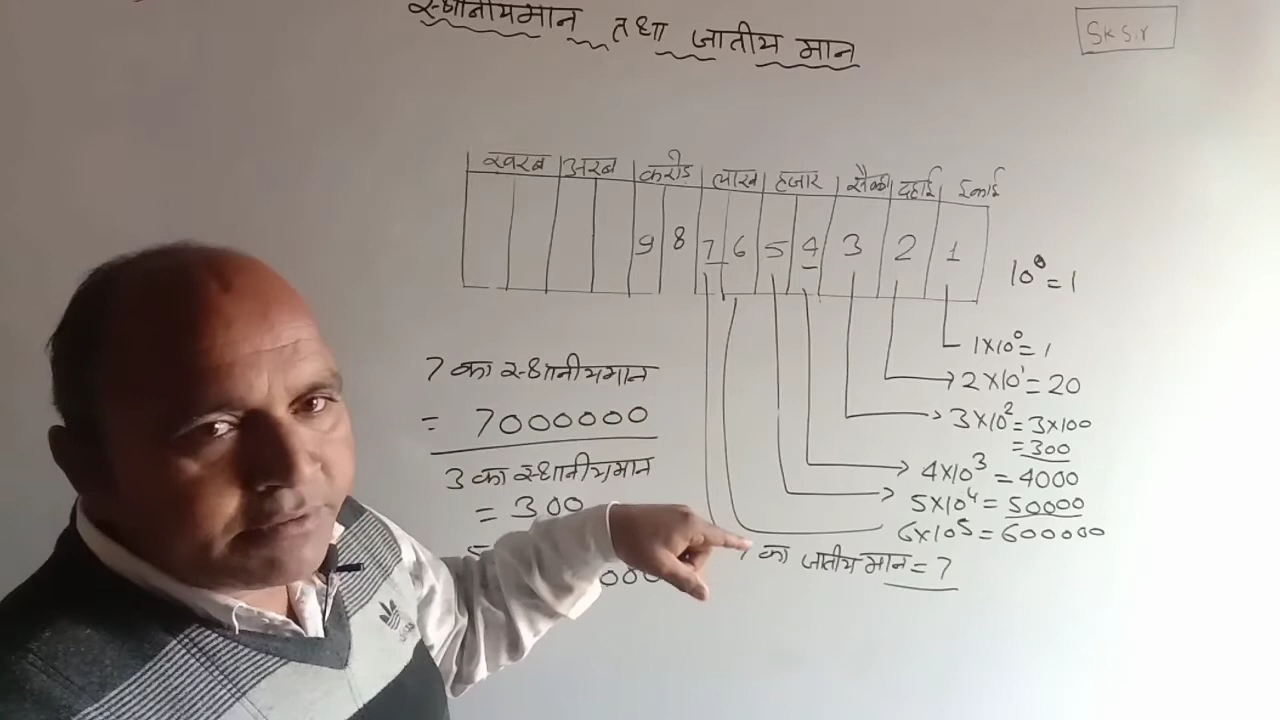 स्थानीयमान तथा जातीय मान
SK Sir
खरब अरब करोड लाख हजार सैकड़ा दहाई इकाई
9 8 7 6 5 4 3 2 1
10⁰ = 1
1×10⁰ = 1
2×10¹ = 20
3×10² = 3×100
= 300
4×10³ = 4000
5×10⁴ = 50000
6×10⁵ = 600000
7 का स्थानीयमान
= 7000000
3 का स्थानीयमान
= 300
000
का जातीय मान = 7